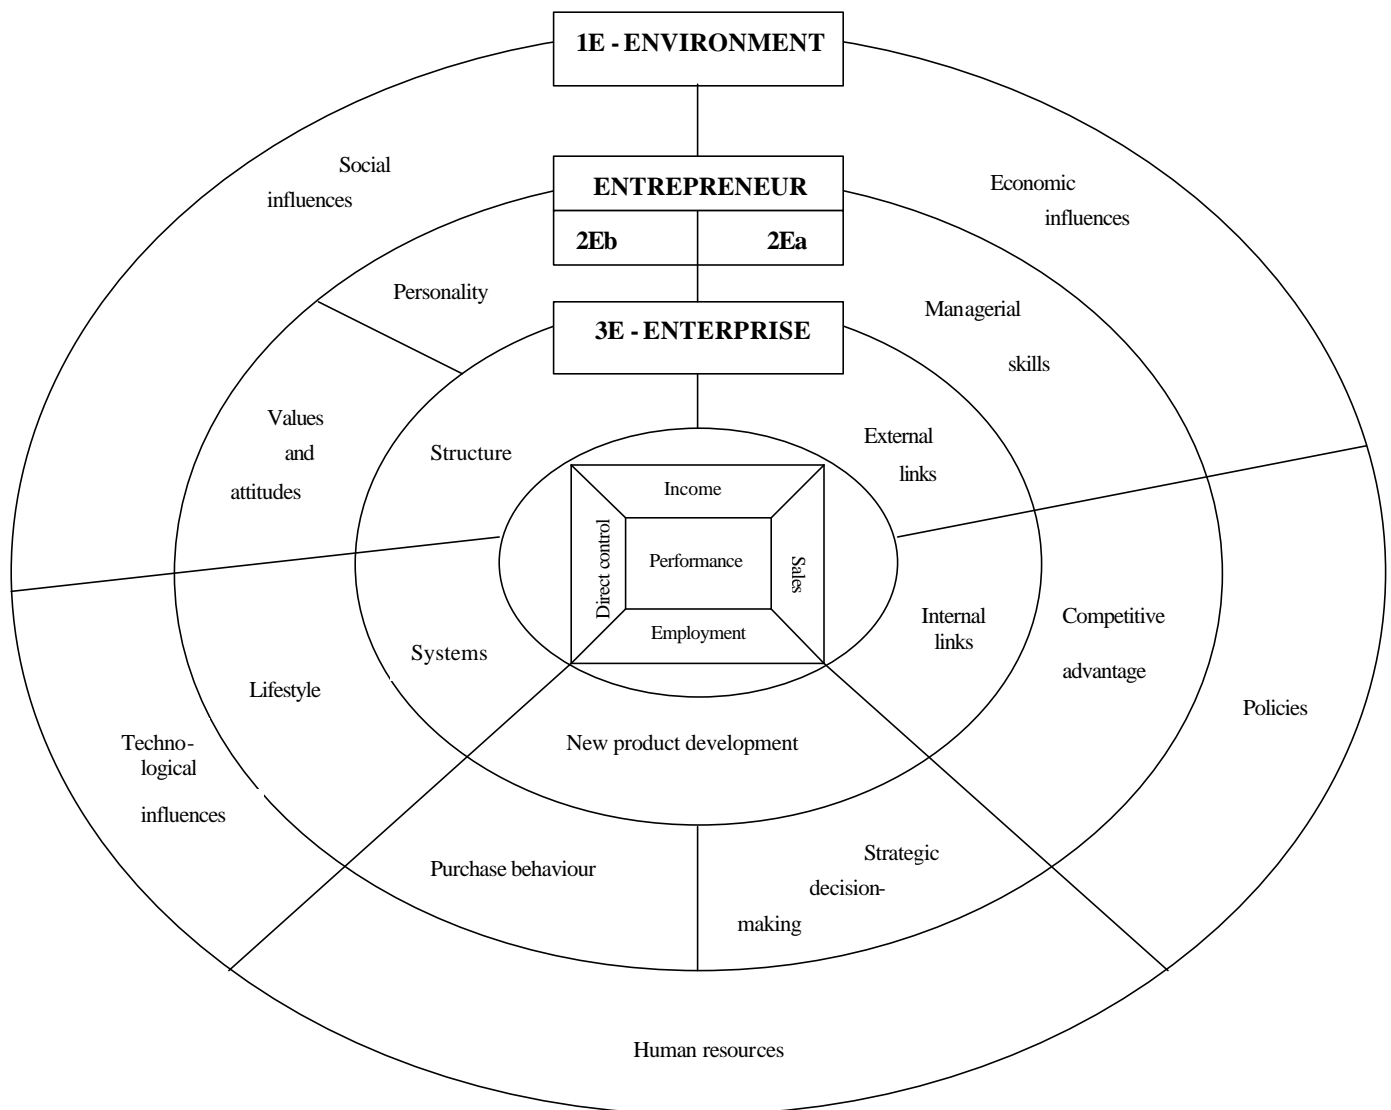 1E - ENVIRONMENT
Social
influences
Economic
influences
ENTREPRENEUR
2Eb
2Ea
Personality
Managerial
skills
3E - ENTERPRISE
Values
and
attitudes
Structure
External
links
Income
Direct control
Performance
Sales
Employment
Internal
links
Competitive
advantage
Systems
Lifestyle
Policies
Techno-
logical
influences
New product development
Purchase behaviour
Strategic
decision-
making
Human resources